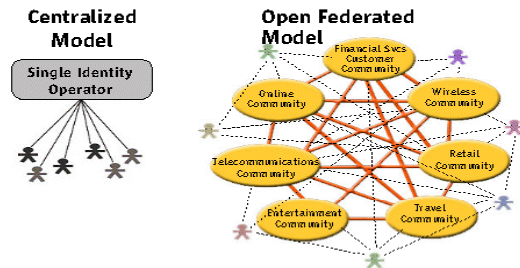 Centralized
Model
Single Identity
Operator
Open Federated
Model
Financial Svcs
Customer
Community
Online
Community
Wireless
Community
Telecommunications
Community
Retail
Community
Entertainment
Community
Travel
Community